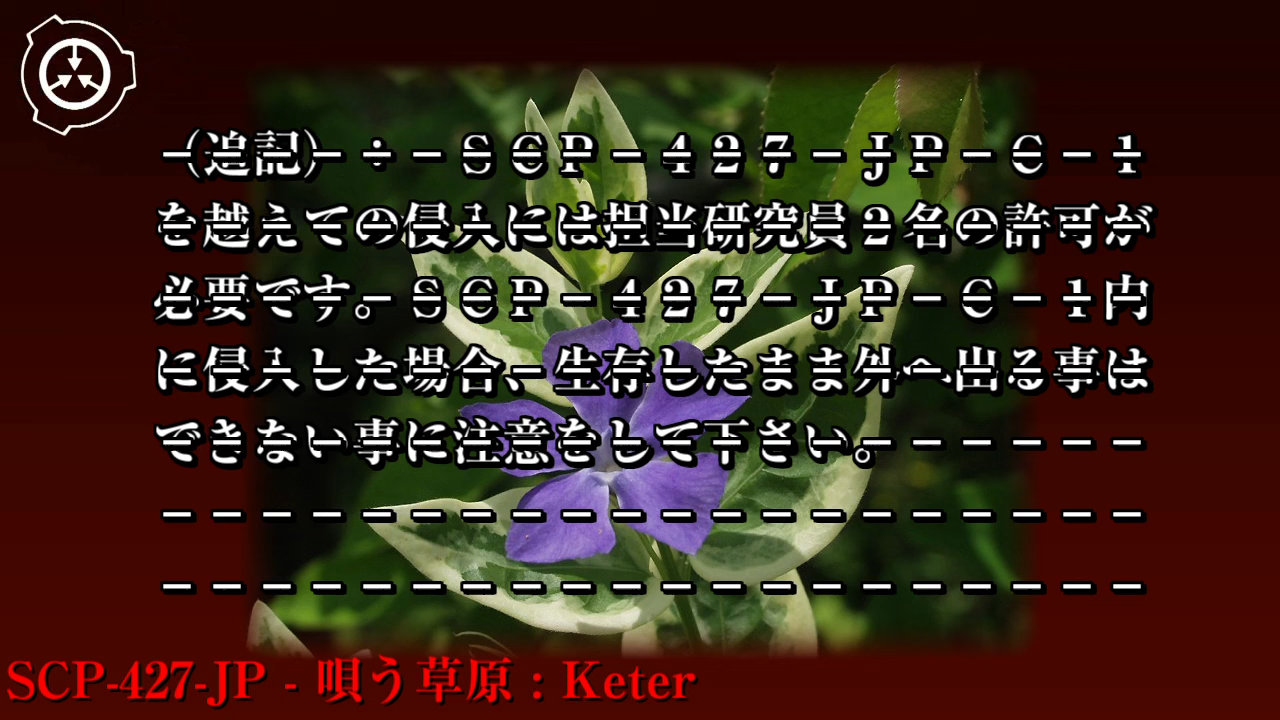 （追記）：SCP-427-JP-C-1
を越えての侵入には担当研究員2名の許可が
必要です。SCP-427-JP-C-1内
に侵入した場合、生存したまま外へ出る事は
できない事に注意をして下さい。
SCP-427-JP - 唄う草原 : Keter